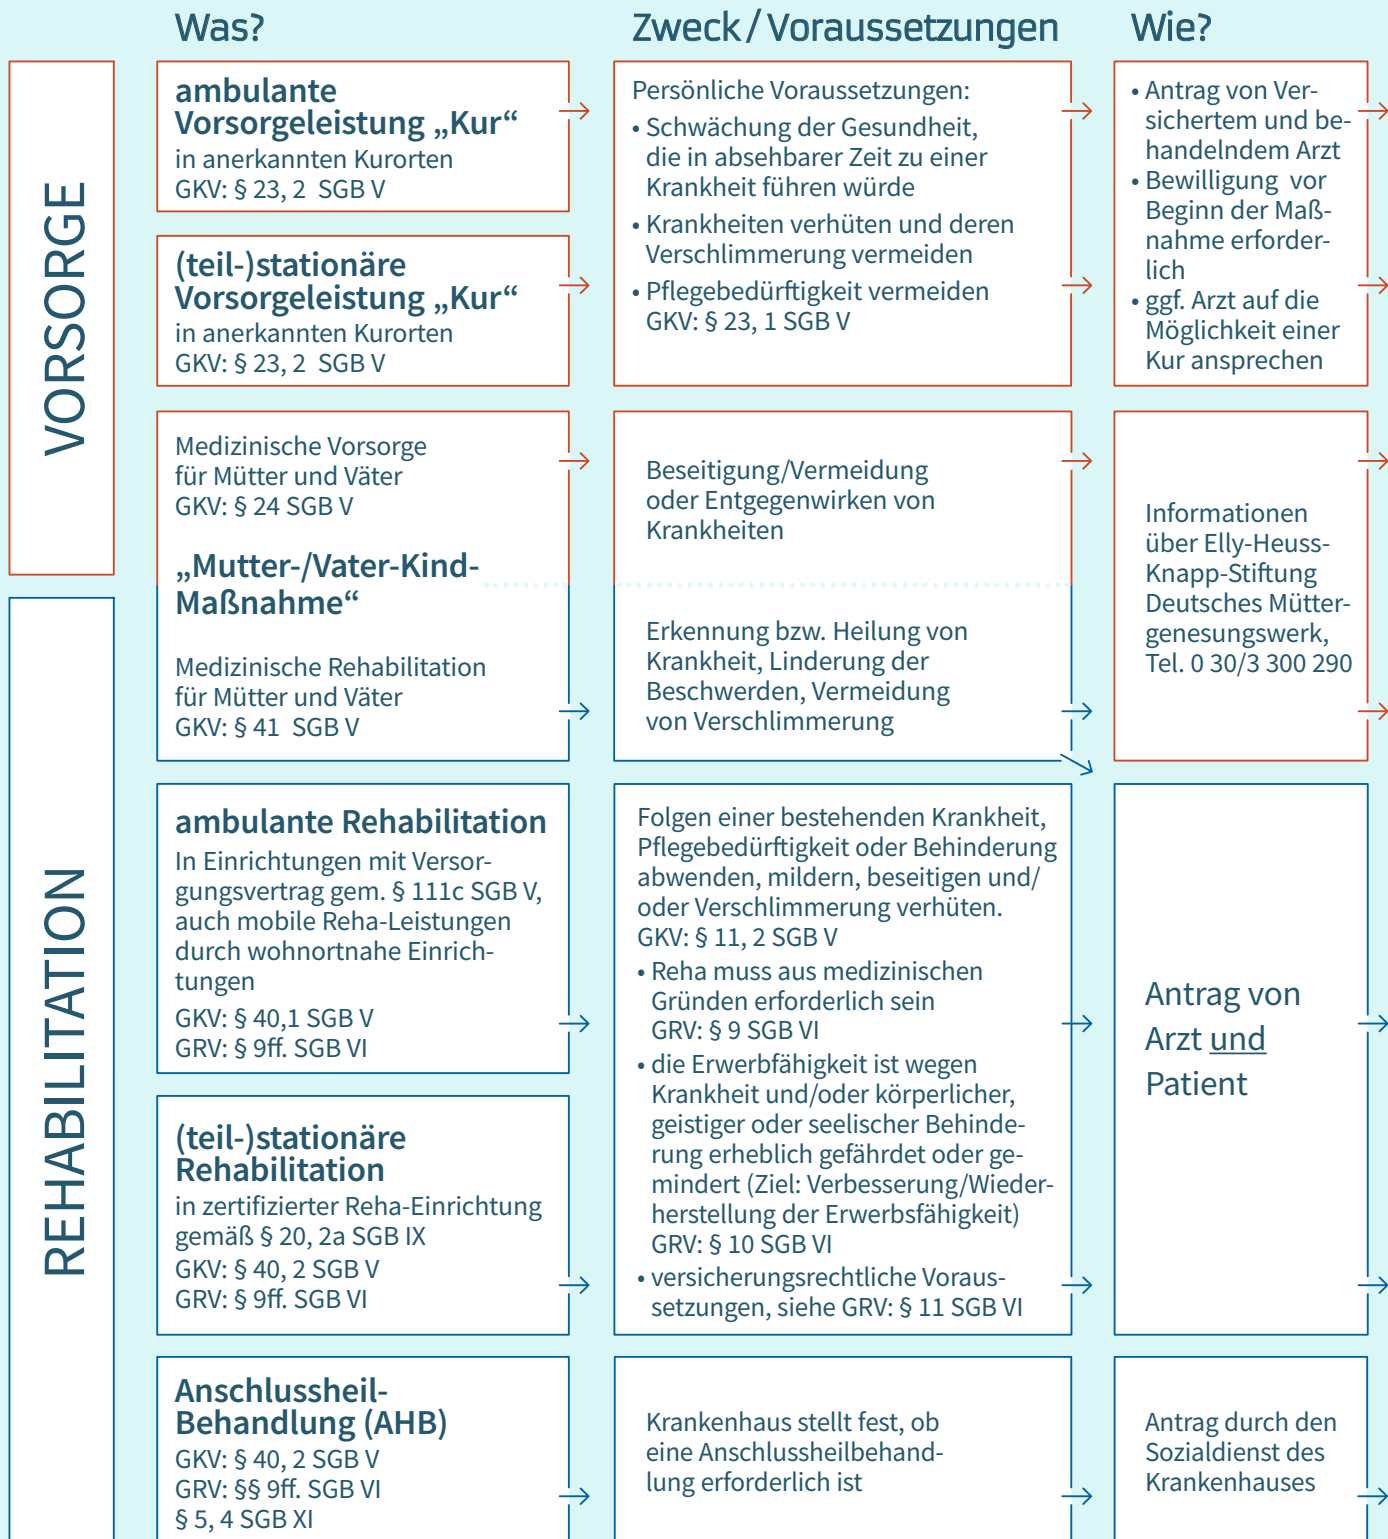 Was?
Zweck / Voraussetzungen
Wie?
VORSORGE
ambulante
Vorsorgeleistung „Kur“
in anerkannten Kurorten
GKV: § 23, 2 SGB V
(teil-)stationäre
Vorsorgeleistung „Kur“
in anerkannten Kurorten
GKV: § 23, 2 SGB V
Persönliche Voraussetzungen:
• Schwächung der Gesundheit,
die in absehbarer Zeit zu einer
Krankheit führen würde
• Krankheiten verhüten und deren
Verschlimmerung vermeiden
• Pflegebedürftigkeit vermeiden
GKV: § 23, 1 SGB V
• Antrag von Ver-
sichertem und be-
handelndem Arzt
• Bewilligung vor
Beginn der Maß-
nahme erforder-
lich
• ggf. Arzt auf die
Möglichkeit einer
Kur ansprechen
Medizinische Vorsorge
für Mütter und Väter
GKV: § 24 SGB V
„Mutter-/Vater-Kind-
Maßnahme“
Medizinische Rehabilitation
für Mütter und Väter
GKV: § 41 SGB V
Beseitigung/Vermeidung
oder Entgegenwirken von
Krankheiten
Erkennung bzw. Heilung von
Krankheit, Linderung der
Beschwerden, Vermeidung
von Verschlimmerung
Informationen
über Elly-Heuss-
Knapp-Stiftung
Deutsches Mütter-
genesungswerk,
Tel. 0 30/3 300 290
REHABILITATION
ambulante Rehabilitation
In Einrichtungen mit Versor-
gungsvertrag gem. § 111c SGB V,
auch mobile Reha-Leistungen
durch wohnortnahe Einrich-
tungen
GKV: § 40,1 SGB V
GRV: § 9ff. SGB VI
(teil-)stationäre
Rehabilitation
in zertifizierter Reha-Einrichtung
gemäß § 20, 2a SGB IX
GKV: § 40, 2 SGB V
GRV: § 9ff. SGB VI
Folgen einer bestehenden Krankheit,
Pflegebedürftigkeit oder Behinderung
abwenden, mildern, beseitigen und/
oder Verschlimmerung verhüten.
GKV: § 11, 2 SGB V
• Reha muss aus medizinischen
Gründen erforderlich sein
GRV: § 9 SGB VI
• die Erwerbfähigkeit ist wegen
Krankheit und/oder körperlicher,
geistiger oder seelischer Behinde-
rung erheblich gefährdet oder ge-
mindert (Ziel: Verbesserung/Wieder-
herstellung der Erwerbsfähigkeit)
GRV: § 10 SGB VI
• versicherungsrechtliche Voraus-
setzungen, siehe GRV: § 11 SGB VI
Antrag von
Arzt und
Patient
Anschlussheil-
Behandlung (AHB)
GKV: § 40, 2 SGB V
GRV: §§ 9ff. SGB VI
§ 5, 4 SGB XI
Krankenhaus stellt fest, ob
eine Anschlussheilbehand-
lung erforderlich ist
Antrag durch den
Sozialdienst des
Krankenhauses